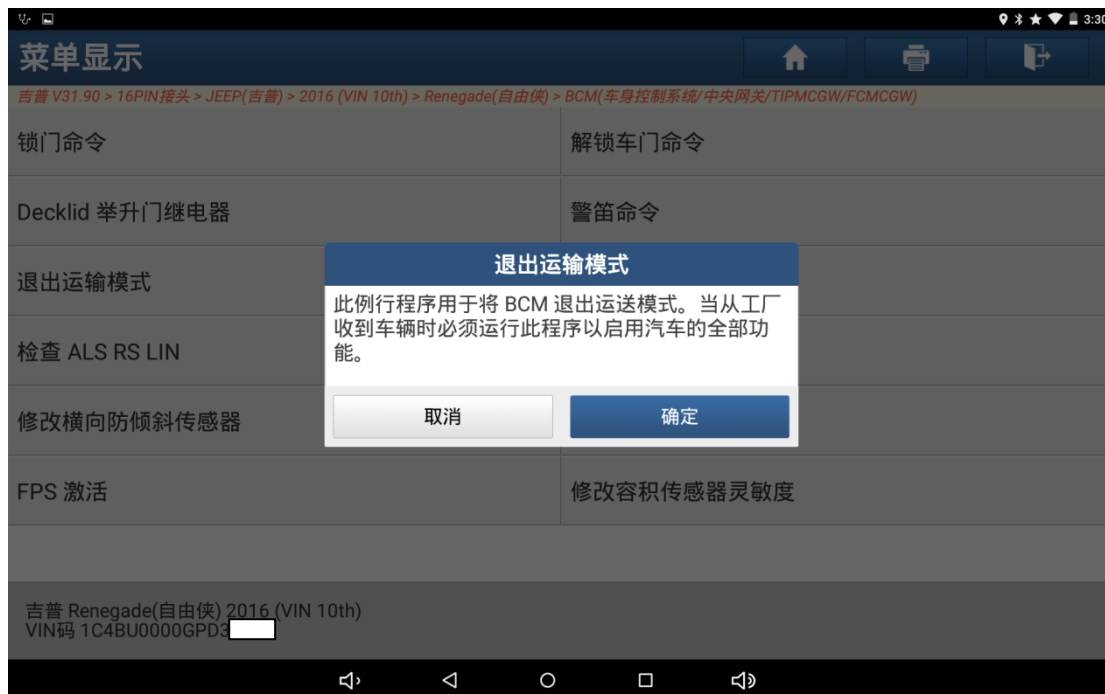 3:30
菜单显示
吉普 V31.90 > 16PIN接头 > JEEP(吉普) > 2016 (VIN 10th) > Renegade(自由侠) > BCM(车身控制系统/中央网关/TIPMCGW/FCMCGW)
锁门命令
解锁车门命令
Decklid 举升门继电器
警笛命令
退出运输模式
检查 ALS RS LIN
修改横向防倾斜传感器
FPS 激活
修改容积传感器灵敏度
退出运输模式
此例行程序用于将 BCM 退出运送模式。当从工厂
收到车辆时必须运行此程序以启用汽车的全部功
能。
取消
确定
吉普 Renegade(自由侠) 2016 (VIN 10th)
VIN码 1C4BU0000GPD3